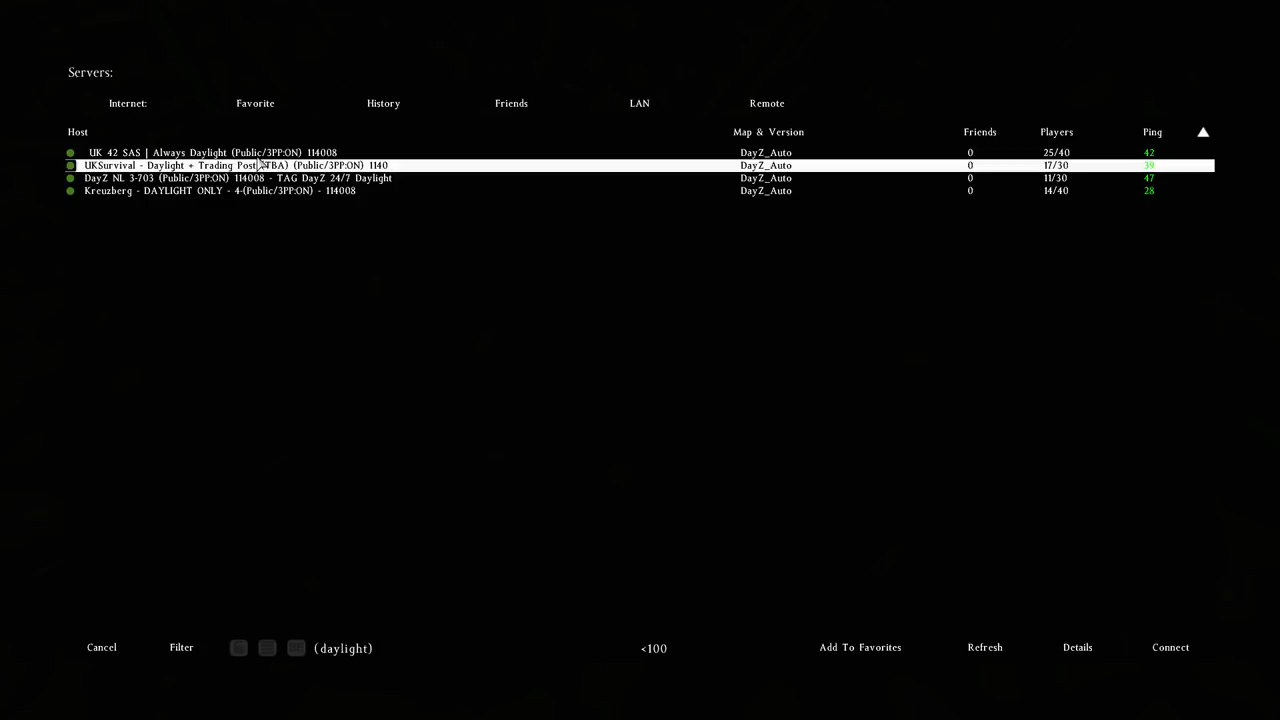 Servers:
Internet: Favorite History Friends LAN Remote
Host Map & Version Friends Players Ping
UK 42 SAS | Always Daylight (Public/3PP:ON) 114008 DayZ_Auto 0 25/40 42
UKSurvival - Daylight + Trading Post (TBA) (Public/3PP:ON) 1140 DayZ_Auto 0 17/30 39
DayZ NL 3-703 (Public/3PP:ON) 114008 - TAG DayZ 24/7 Daylight DayZ_Auto 0 11/30 47
Kreuzberg - DAYLIGHT ONLY - 4-(Public/3PP:ON) - 114008 DayZ_Auto 0 14/40 28
Cancel Filter (daylight) <100 Add To Favorites Refresh Details Connect